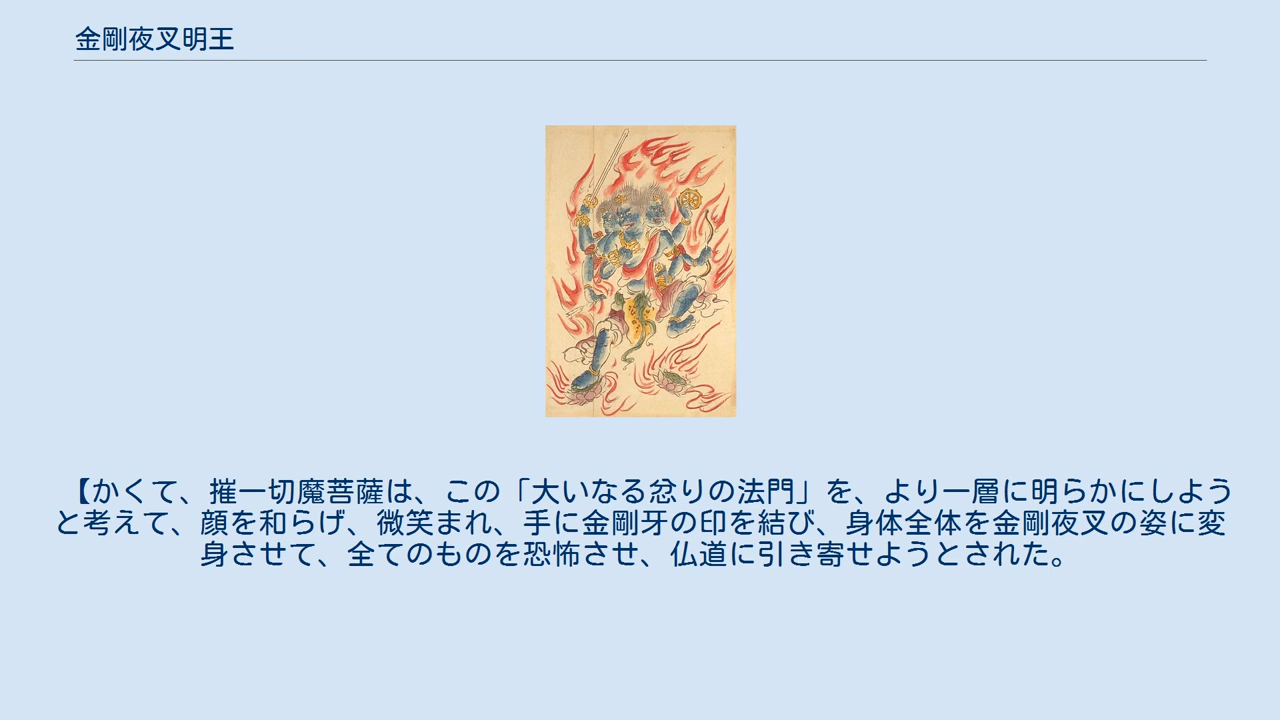 金剛夜叉明王
【かくて、摧一切魔菩薩は、この「大いなる忿りの法門」を、より一層に明らかにしよう
と考えて、顔を和らげ、微笑まれ、手に金剛牙の印を結び、身体全体を金剛夜叉の姿に変
身させて、全てのものを恐怖させ、仏道に引き寄せようとされた。